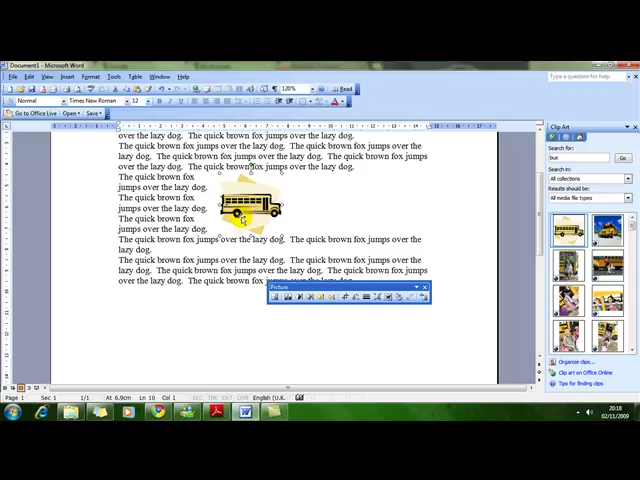 Document1 - Microsoft Word
File Edit View Insert Format Tools Table Window Help
Type a question for help
120% Read
Normal Times New Roman 12 B I U
Go to Office Live Open Save
over the lazy dog. The quick brown fox jumps over the lazy dog.
The quick brown fox jumps over the lazy dog. The quick brown fox jumps over the
lazy dog. The quick brown fox jumps over the lazy dog. The quick brown fox jumps
over the lazy dog. The quick brown fox jumps over the lazy dog.
The quick brown fox
jumps over the lazy dog.
The quick brown fox
jumps over the lazy dog.
The quick brown fox
jumps over the lazy dog.
The quick brown fox jumps over the lazy dog. The quick brown fox jumps over the
lazy dog.
The quick brown fox jumps over the lazy dog. The quick brown fox jumps over the
lazy dog. The quick brown fox jumps over the lazy dog. The quick brown fox jumps
over the lazy dog. The quick brown fox jumps over the lazy dog.
Picture
Clip Art
Search for:
bus
Go
Search in:
All collections
Results should be:
All media file types
Organize clips...
Clip art on Office Online
Tips for finding clips
Page 1 Sec 1 1/1 At 6.9cm Ln 10 Col 1 REC TRK EXT OVR English (U.K.
20:18
02/11/2009